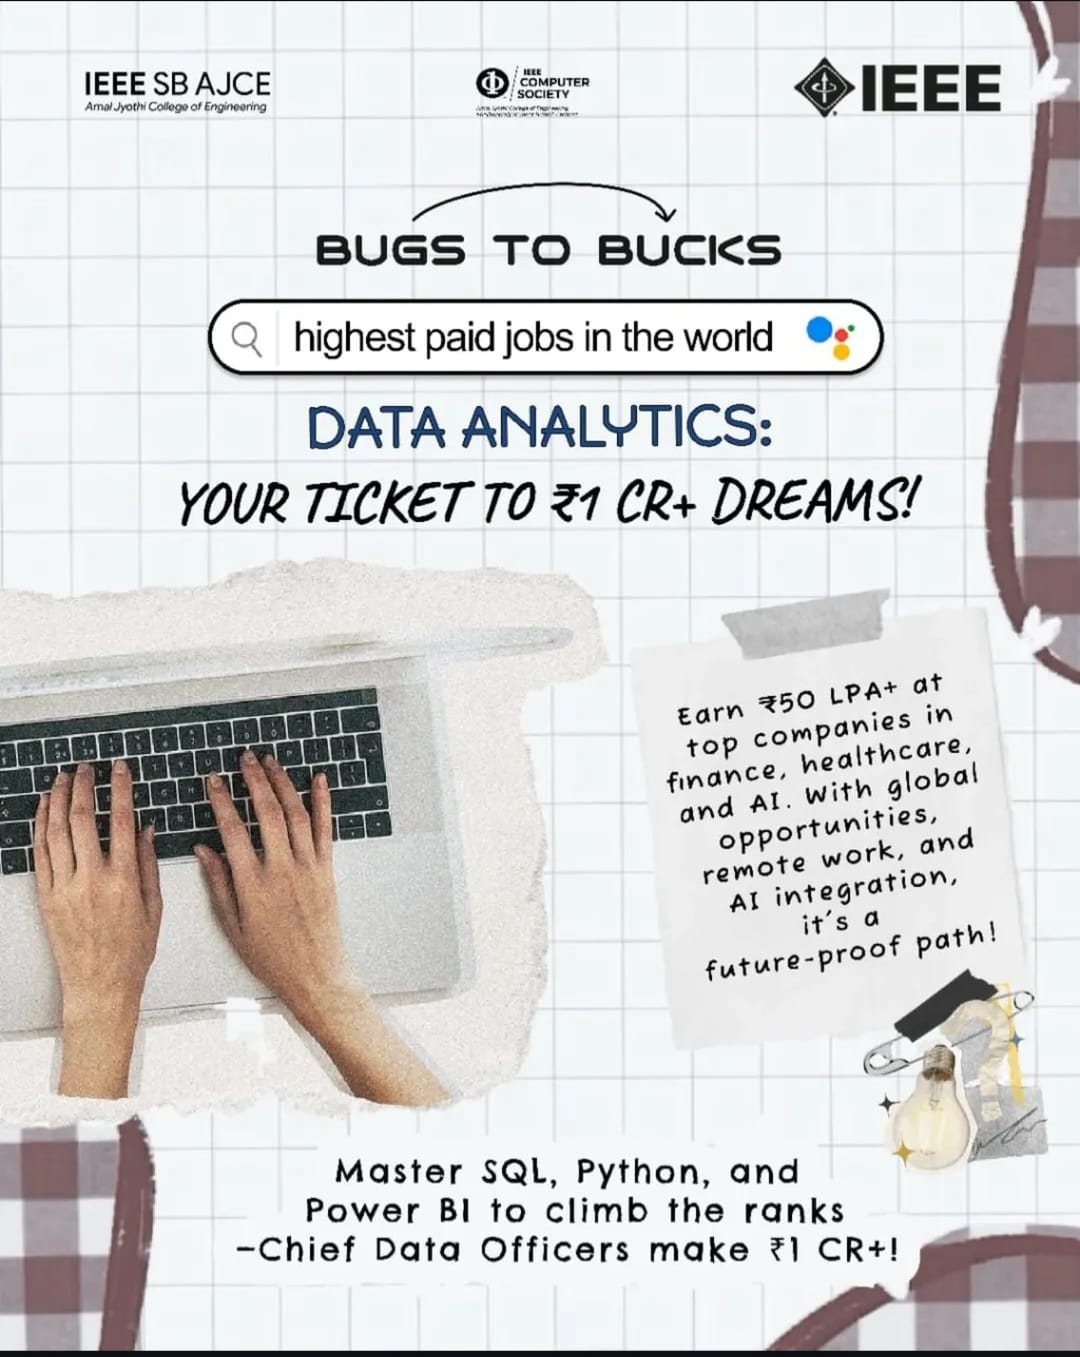 IEEE SB AJCE
Amal Jyothi College of Engineering
IEEE
COMPUTER
SOCIETY
IEEE
BUGS TO BUCKS
highest paid jobs in the world
DATA ANALYTICS:
YOUR TICKET TO ₹1 CR+ DREAMS!
Earn ₹50 LPA+ at
top companies in
finance, healthcare,
and AI. With global
opportunities,
remote work, and
AI integration,
it's a
future-proof path!
Master SQL, Python, and
Power BI to climb the ranks
–Chief Data Officers make ₹1 CR+!